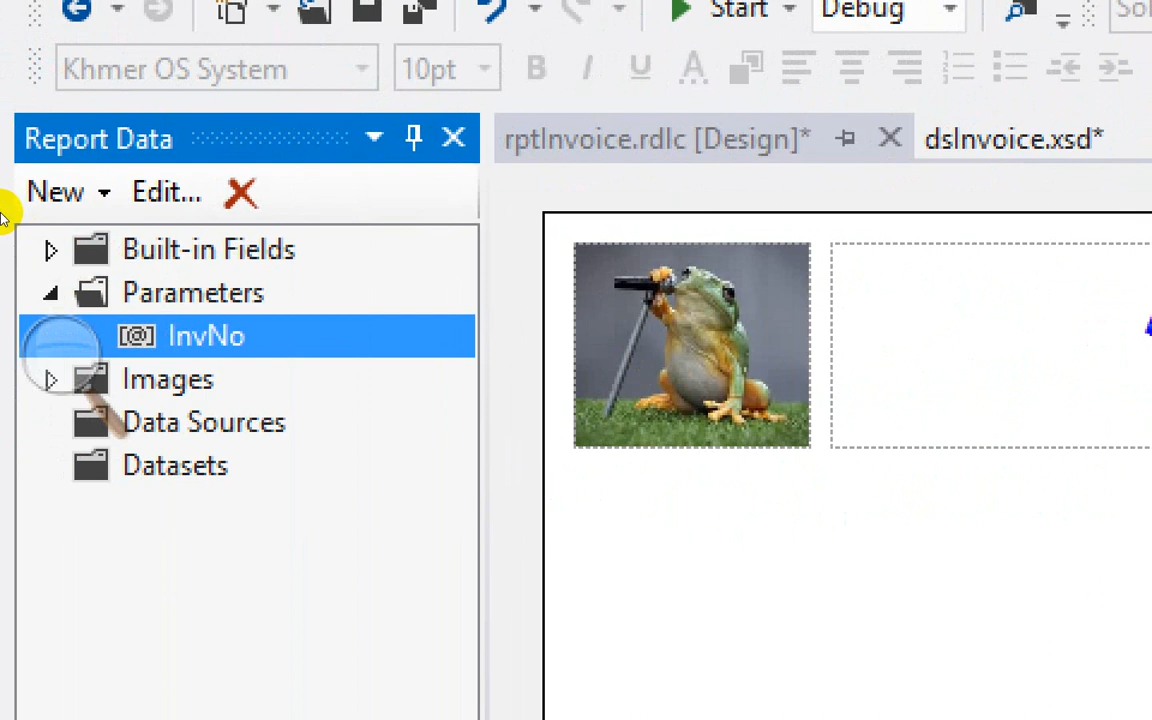 Start Debug Sol
Khmer OS System 10pt B I U A
Report Data rptInvoice.rdlc [Design]* dsInvoice.xsd*
New Edit...
Built-in Fields
Parameters
[@] InvNo
Images
Data Sources
Datasets